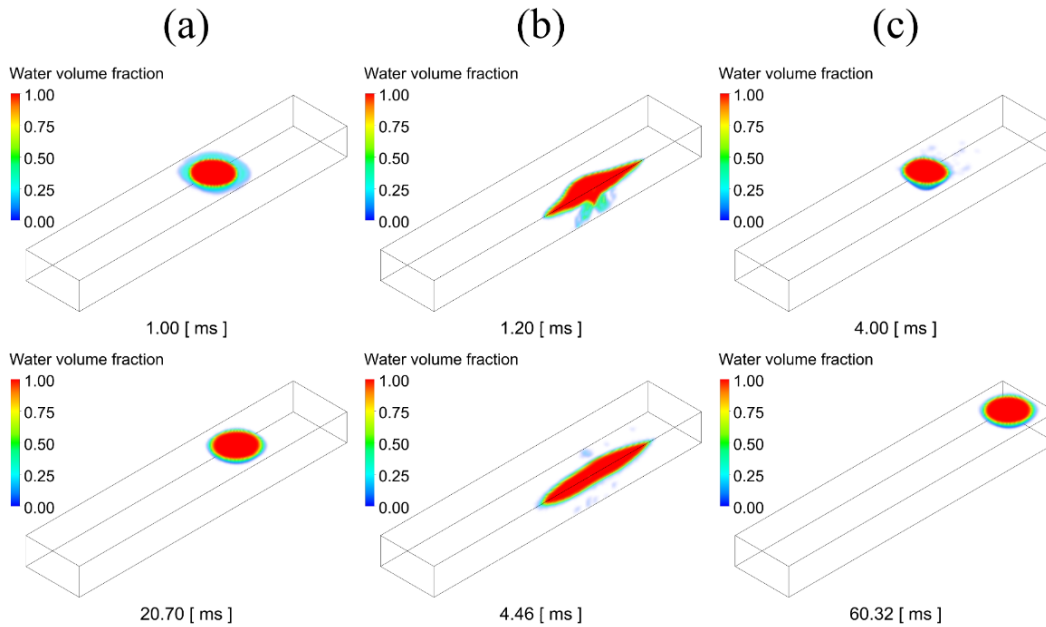 (a)
(b)
(c)
Water volume fraction
1.00
0.75
0.50
0.25
0.00
1.00 [ ms ]
Water volume fraction
1.00
0.75
0.50
0.25
0.00
1.20 [ ms ]
Water volume fraction
1.00
0.75
0.50
0.25
0.00
4.00 [ ms ]
Water volume fraction
1.00
0.75
0.50
0.25
0.00
20.70 [ ms ]
Water volume fraction
1.00
0.75
0.50
0.25
0.00
4.46 [ ms ]
Water volume fraction
1.00
0.75
0.50
0.25
0.00
60.32 [ ms ]